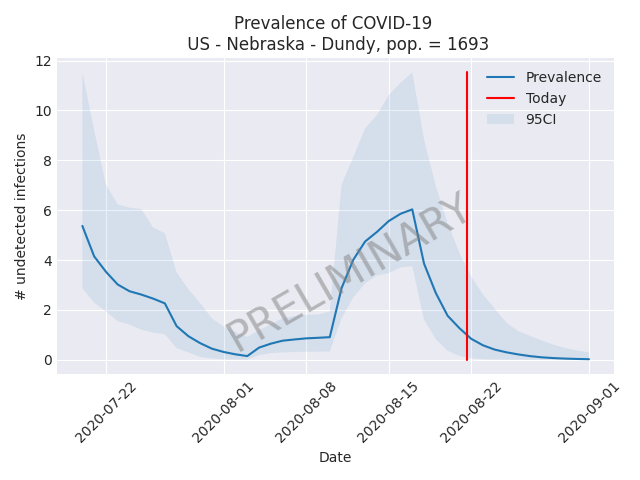 Prevalence of COVID-19
US - Nebraska - Dundy, pop. = 1693
12
10
8
6
4
2
0
# undetected infections
Prevalence
Today
95CI
PRELIMINARY
2020-07-22
2020-08-01
2020-08-08
2020-08-15
2020-08-22
2020-09-01
Date